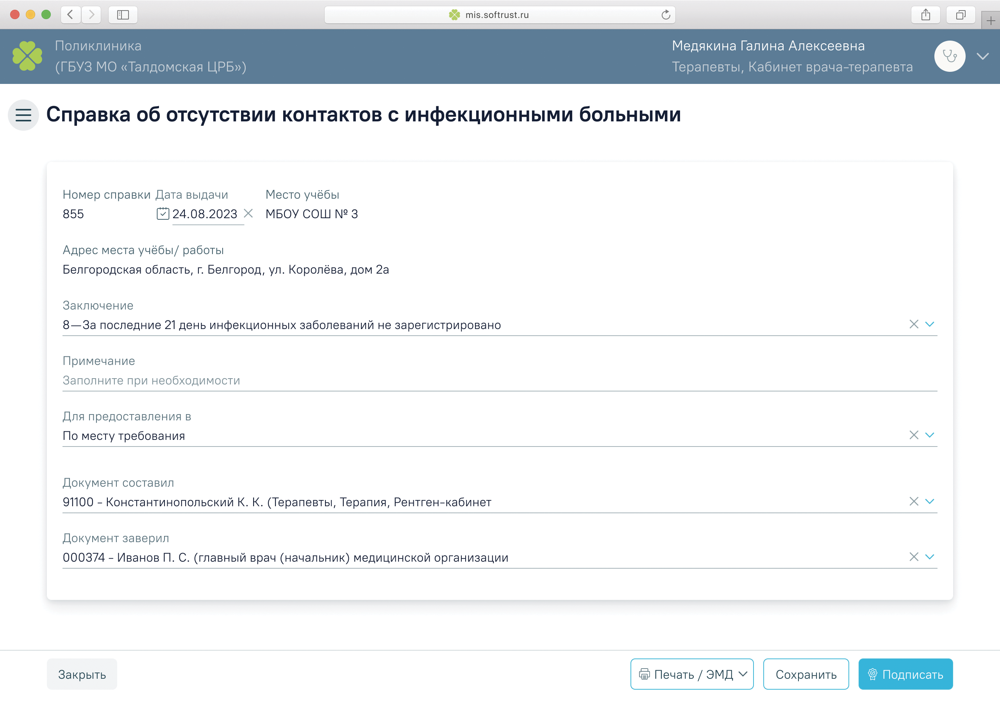 mis.softrust.ru
Поликлиника
(ГБУЗ МО «Талдомская ЦРБ»)
Медякина Галина Алексеевна
Терапевты, Кабинет врача-терапевта
Справка об отсутствии контактов с инфекционными больными
Номер справки Дата выдачи Место учёбы
855 24.08.2023 МБОУ СОШ № 3
Адрес места учёбы/ работы
Белгородская область, г. Белгород, ул. Королёва, дом 2а
Заключение
8—За последние 21 день инфекционных заболеваний не зарегистрировано
Примечание
Заполните при необходимости
Для предоставления в
По месту требования
Документ составил
91100 - Константинопольский К. К. (Терапевты, Терапия, Рентген-кабинет
Документ заверил
000374 - Иванов П. С. (главный врач (начальник) медицинской организации
Закрыть Печать / ЭМД Сохранить Подписать